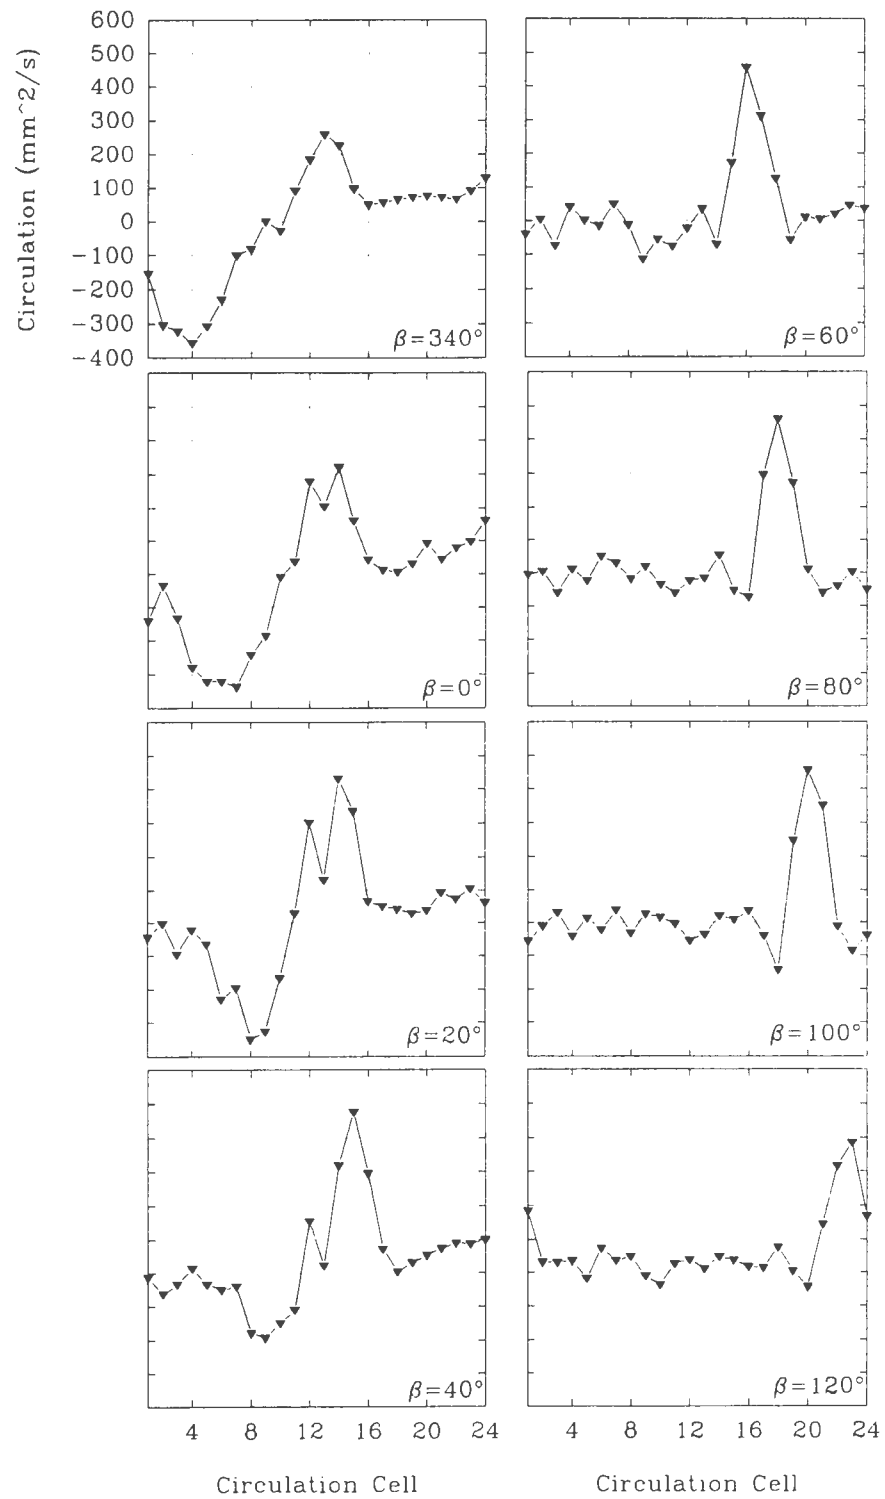 600
500
400
300
200
100
0
−100
−200
−300
−400
Circulation (mm^2/s)
β=340°
β=60°
β=0°
β=80°
β=20°
β=100°
β=40°
β=120°
4 8 12 16 20 24
4 8 12 16 20 24
Circulation Cell
Circulation Cell